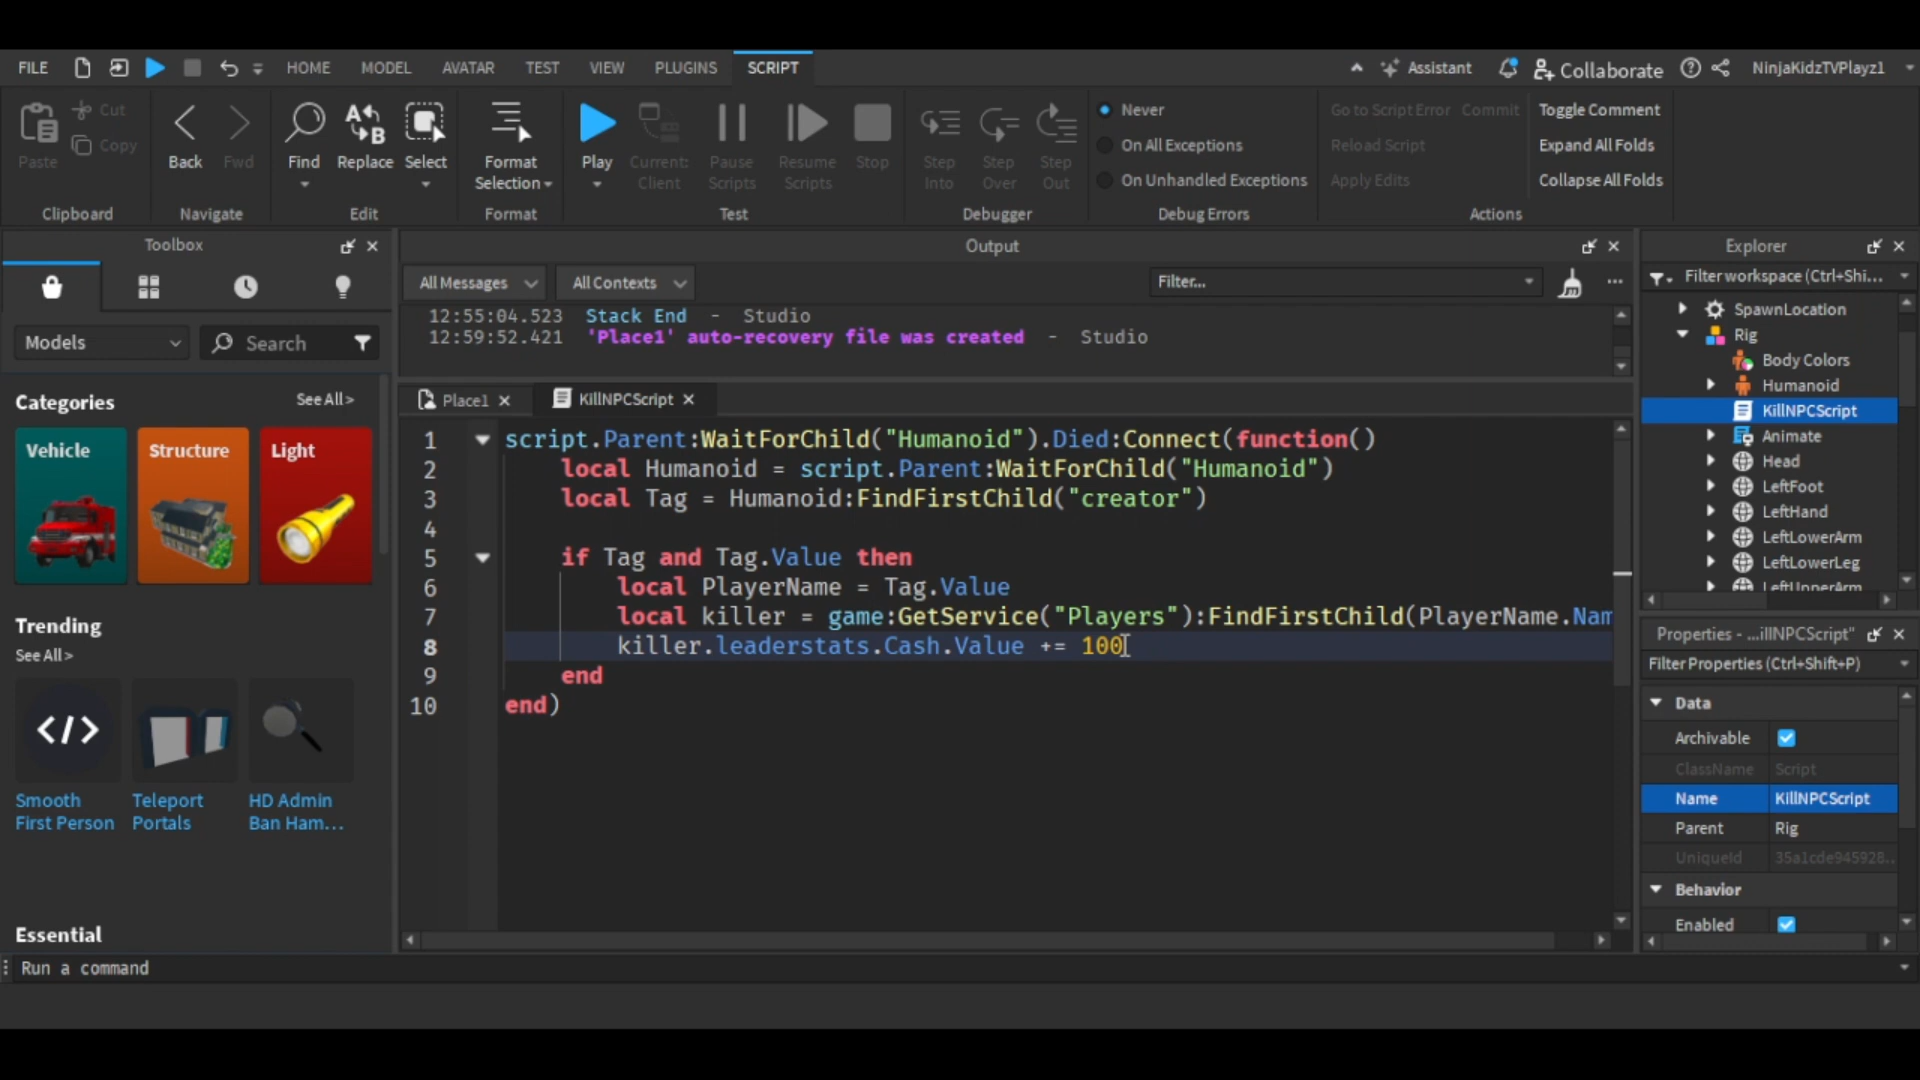 FILE HOME MODEL AVATAR TEST VIEW PLUGINS SCRIPT Assistant Collaborate NinjaKidzTVPlayz1
Paste Cut Copy
Clipboard
Back Fwd
Navigate
Find Replace Select
Edit
Format Selection
Format
Play Current: Client Pause Scripts Resume Scripts Stop
Test
Step Into Step Over Step Out
Debugger
Never
On All Exceptions
On Unhandled Exceptions
Debug Errors
Go to Script Error Commit Toggle Comment
Reload Script Expand All Folds
Apply Edits Collapse All Folds
Actions
Toolbox
Models Search
Categories See All >
Vehicle Structure Light
Trending
See All >
Smooth First Person
Teleport Portals
HD Admin Ban Ham...
Essential
Output
All Messages All Contexts Filter...
12:55:04.523 Stack End - Studio
12:59:52.421 'Place1' auto-recovery file was created - Studio
Place1 KillNPCScript
1 script.Parent:WaitForChild("Humanoid").Died:Connect(function()
2 local Humanoid = script.Parent:WaitForChild("Humanoid")
3 local Tag = Humanoid:FindFirstChild("creator")
4
5 if Tag and Tag.Value then
6 local PlayerName = Tag.Value
7 local killer = game:GetService("Players"):FindFirstChild(PlayerName.Nam
8 killer.leaderstats.Cash.Value += 100
9 end
10 end)
Explorer
Filter workspace (Ctrl+Shi...
SpawnLocation
Rig
Body Colors
Humanoid
KillNPCScript
Animate
Head
LeftFoot
LeftHand
LeftLowerArm
LeftLowerLeg
LeftUpperArm
Properties - ...illNPCScript"
Filter Properties (Ctrl+Shift+P)
Data
Archivable
ClassName Script
Name KillNPCScript
Parent Rig
UniqueId 35a1cde945928...
Behavior
Enabled
Run a command